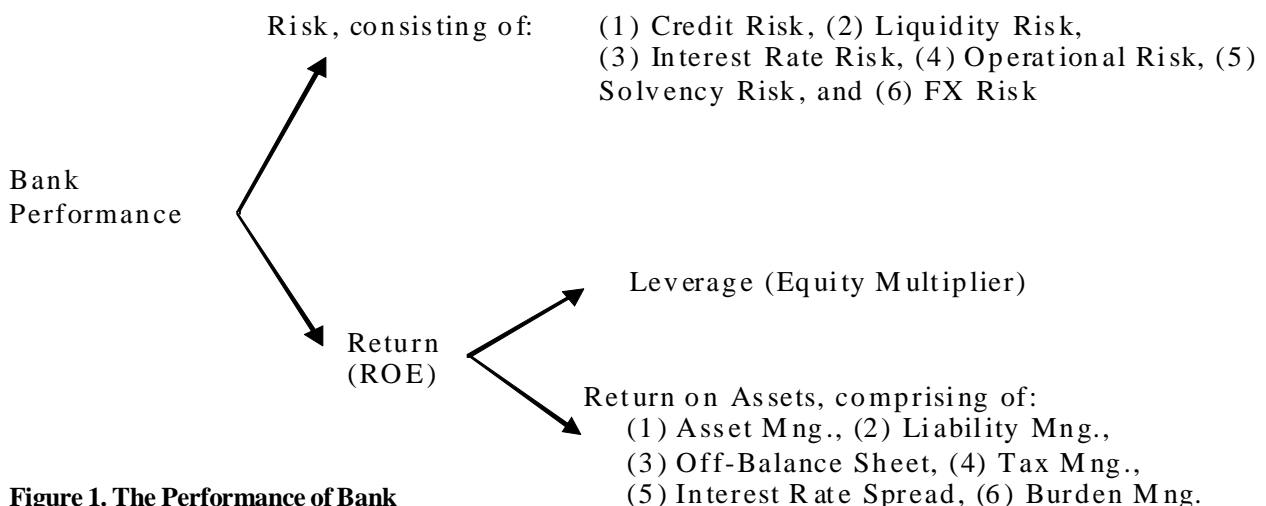 Risk, consisting of:
(1) Credit Risk, (2) Liquidity Risk,
(3) Interest Rate Risk, (4) Operational Risk, (5)
Solvency Risk, and (6) FX Risk
Bank
Performance
Leverage (Equity Multiplier)
Return
(ROE)
Return on Assets, comprising of:
(1) Asset Mng., (2) Liability Mng.,
(3) Off-Balance Sheet, (4) Tax Mng.,
(5) Interest Rate Spread, (6) Burden Mng.
Figure 1. The Performance of Bank